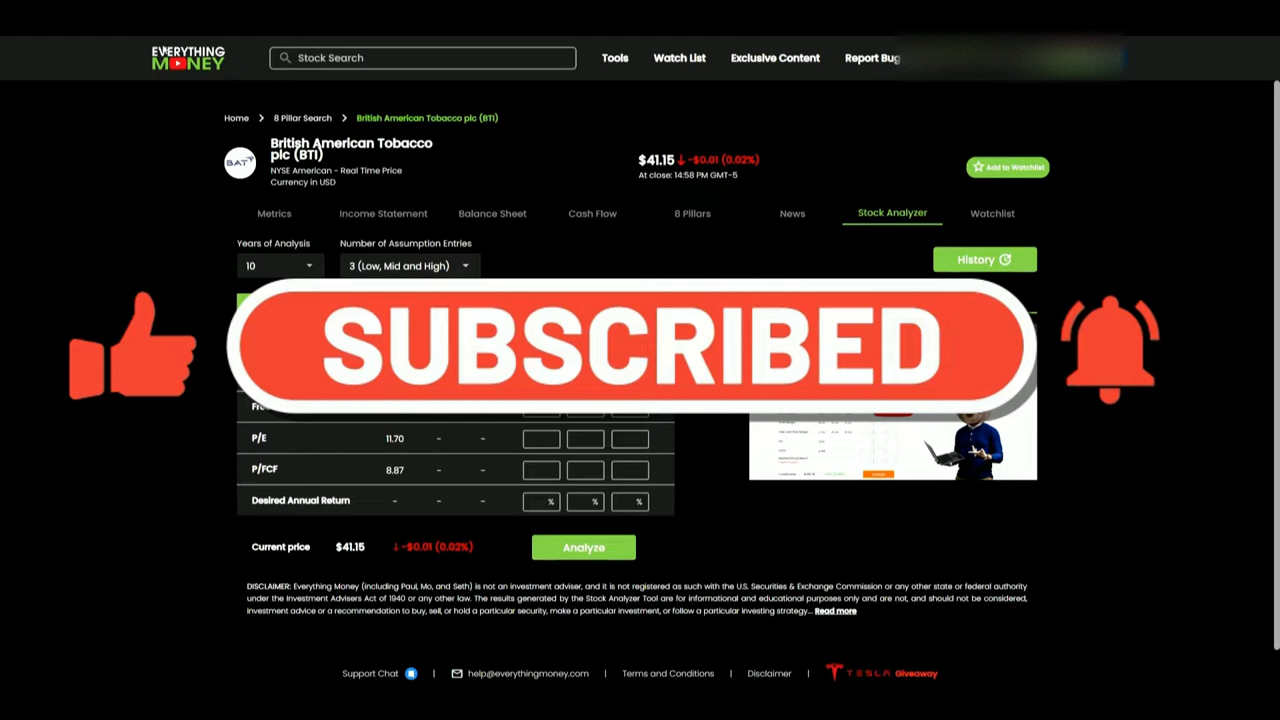 EVERYTHING
MONEY
Stock Search
Tools
Watch List
Exclusive Content
Report Bug
Home
8 Pillar Search
British American Tobacco plc (BTI)
BAT
British American Tobacco
plc (BTI)
NYSE American - Real Time Price
Currency in USD
$41.15 ↓ -$0.01 (0.02%)
At close: 14:58 PM GMT-5
Add to Watchlist
Metrics
Income Statement
Balance Sheet
Cash Flow
8 Pillars
News
Stock Analyzer
Watchlist
Years of Analysis
Number of Assumption Entries
10
3 (Low, Mid and High)
History
SUBSCRIBED
P/E 11.70 - -
P/FCF 8.87 - -
Desired Annual Return - - - % % %
Current price $41.15 ↓ -$0.01 (0.02%)
Analyze
DISCLAIMER: Everything Money (including Paul, Mo, and Seth) is not an investment adviser, and it is not registered as such with the U.S. Securities & Exchange Commission or any other state or federal authority
under the Investment Advisers Act of 1940 or any other law. The results generated by the Stock Analyzer Tool are for informational and educational purposes only and are not, and should not be considered,
investment advice or a recommendation to buy, sell, or hold a particular security, make a particular investment, or follow a particular investing strategy... Read more
Support Chat
help@everythingmoney.com
Terms and Conditions
Disclaimer
TESLA Giveaway